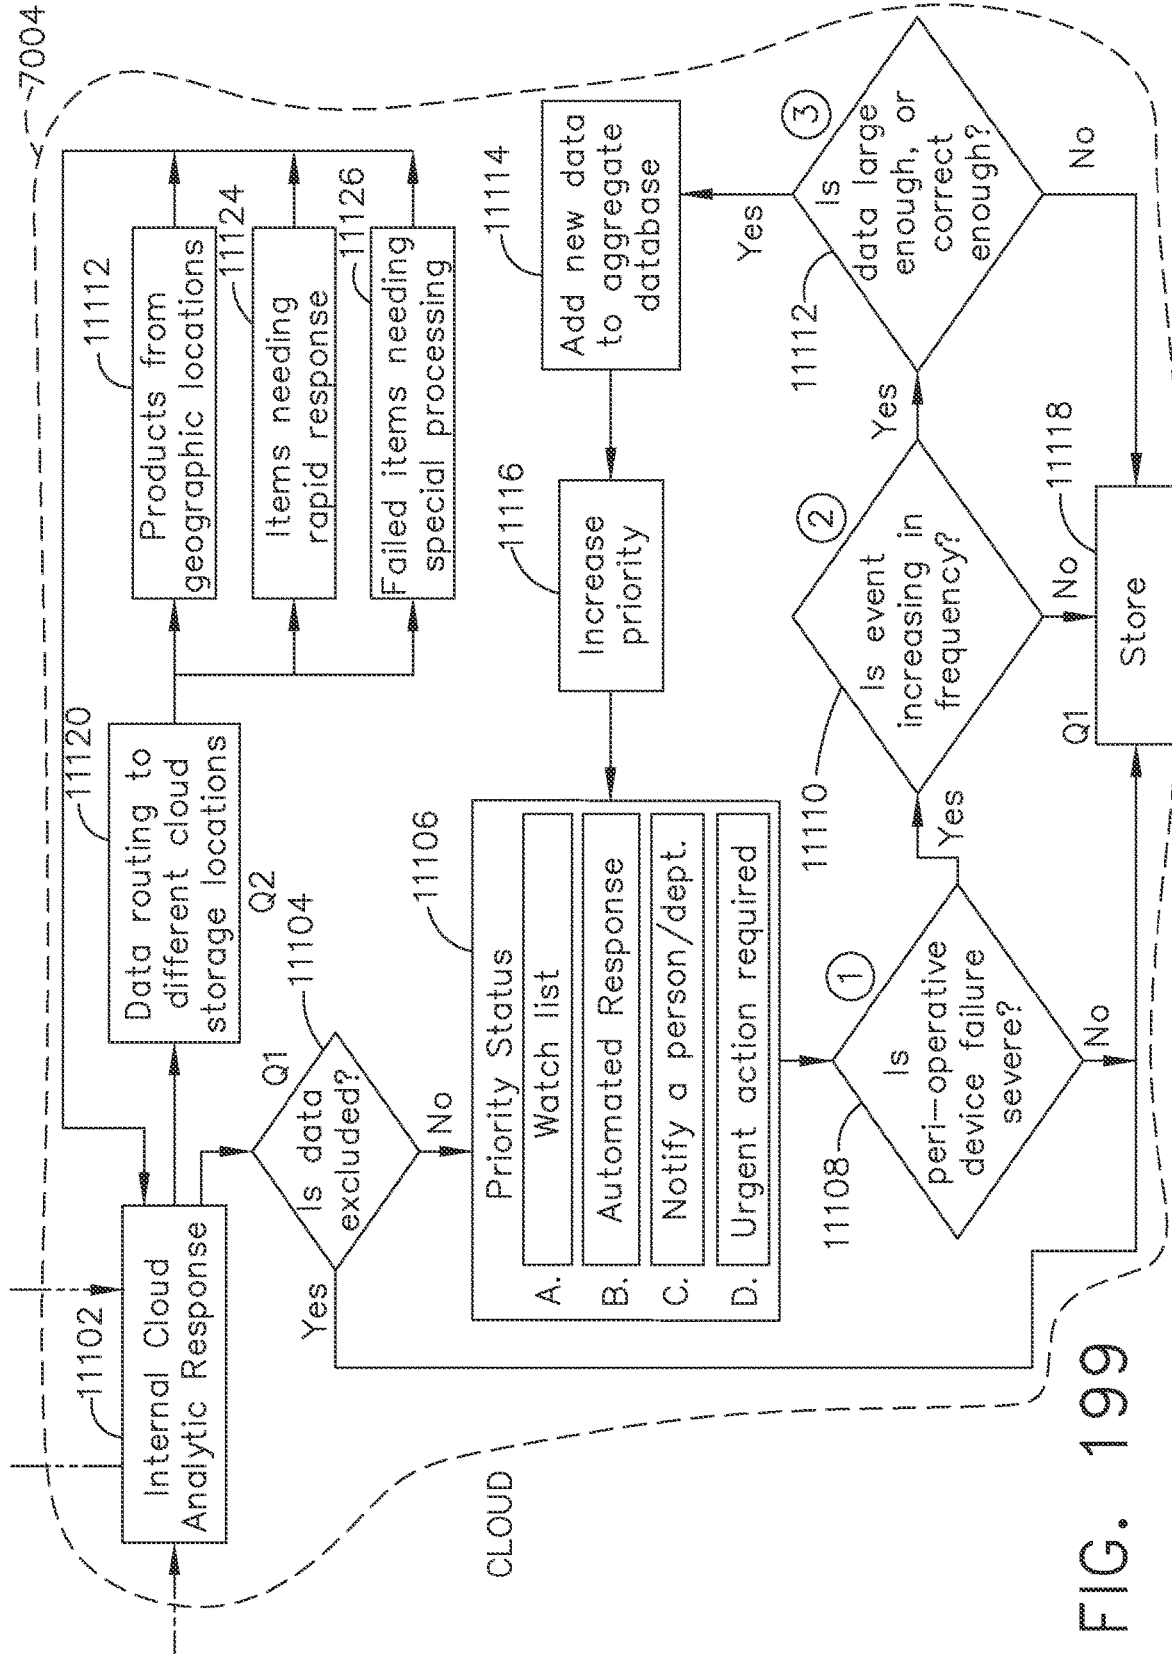 7004
11102
Internal Cloud
Analytic Response
11120
Data routing to
different cloud
storage locations
Q2
11112
Products from
geographic locations
11124
Items needing
rapid response
11126
Failed items needing
special processing
Q1
11104
Is data
excluded?
Yes
No
11106
Priority Status
A.
Watch list
B.
Automated Response
C.
Notify a person/dept.
D.
Urgent action required
11116
Increase
priority
11114
Add new data
to aggregate
database
11108
1
Is
peri-operative
device failure
severe?
Yes
No
11110
2
Is event
increasing in
frequency?
Yes
No
11112
3
Is
data large
enough, or
correct
enough?
Yes
No
Q1
11118
Store
CLOUD
FIG. 199